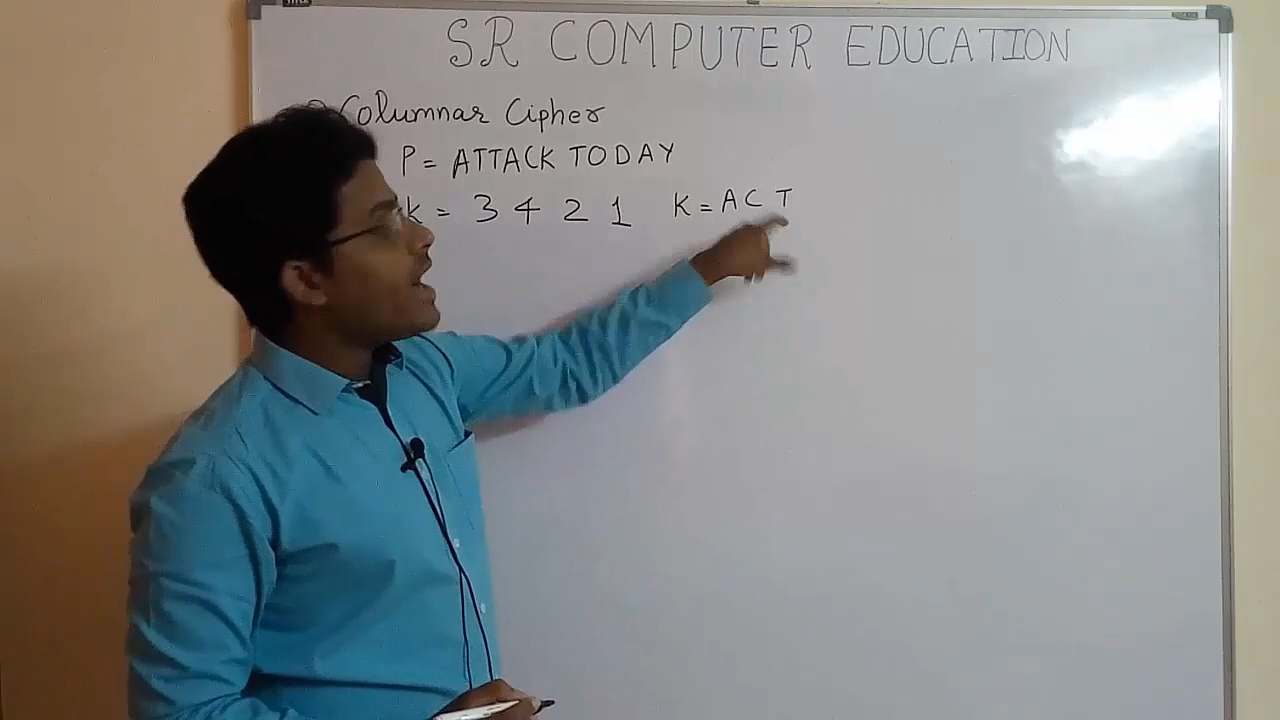 SR COMPUTER EDUCATION
Columnar Cipher
P = ATTACK TODAY
K = 3 4 2 1 K = A C T